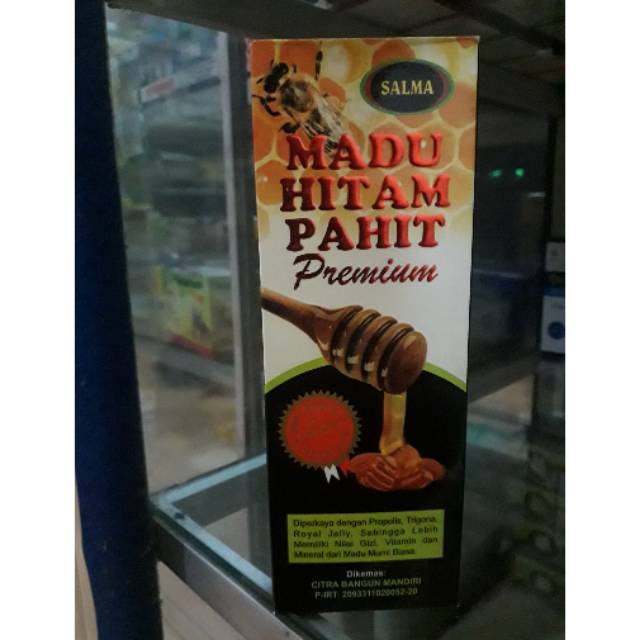 SALMA
MADU
HITAM
PAHIT
Premium
Diperkaya dengan Propolis, Trigona,
Royal Jally, Sehingga Lebih
Memiliki Nilai Gizi, Vitamin dan
Mineral dari Madu Murni Biasa.
Dikemas:
CITRA BANGUN MANDIRI
P-IRT. 2093311020052-20